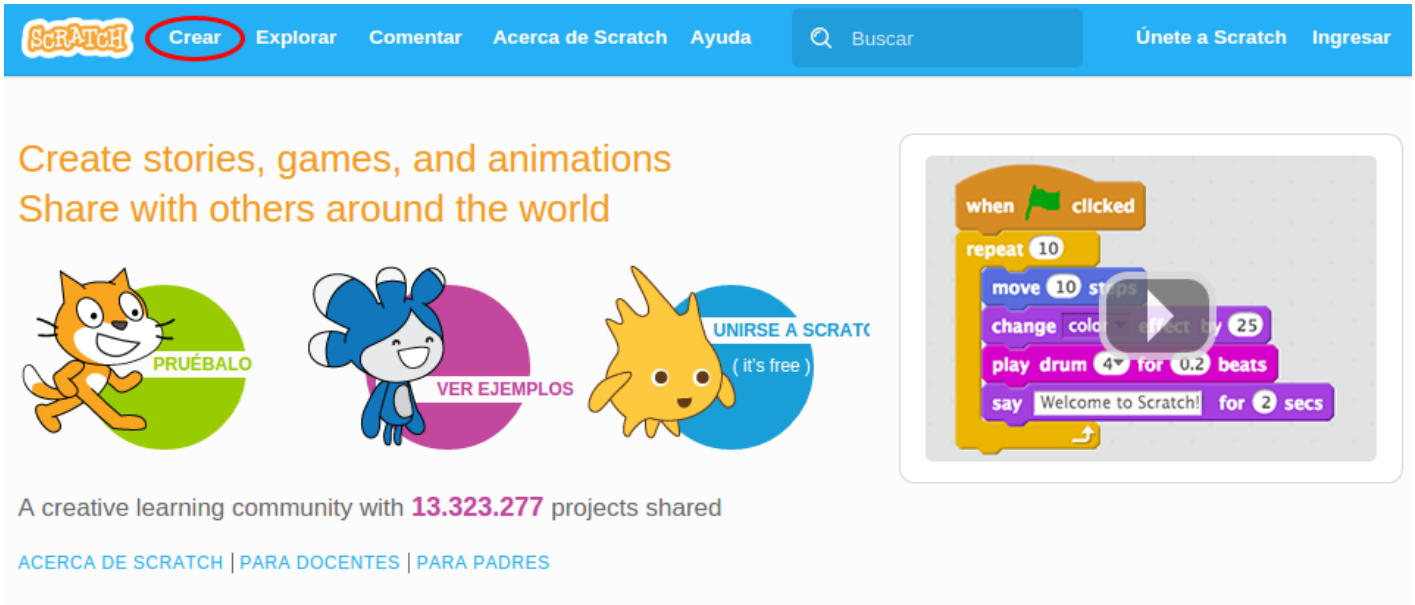 SCRATCH Crear Explorar Comentar Acerca de Scratch Ayuda Buscar Únete a Scratch Ingresar
Create stories, games, and animations
Share with others around the world
PRUÉBALO
VER EJEMPLOS
UNIRSE A SCRATC
( it's free )
when clicked
repeat 10
move 10 steps
change color effect by 25
play drum 4 for 0.2 beats
say Welcome to Scratch! for 2 secs
A creative learning community with 13.323.277 projects shared
ACERCA DE SCRATCH | PARA DOCENTES | PARA PADRES